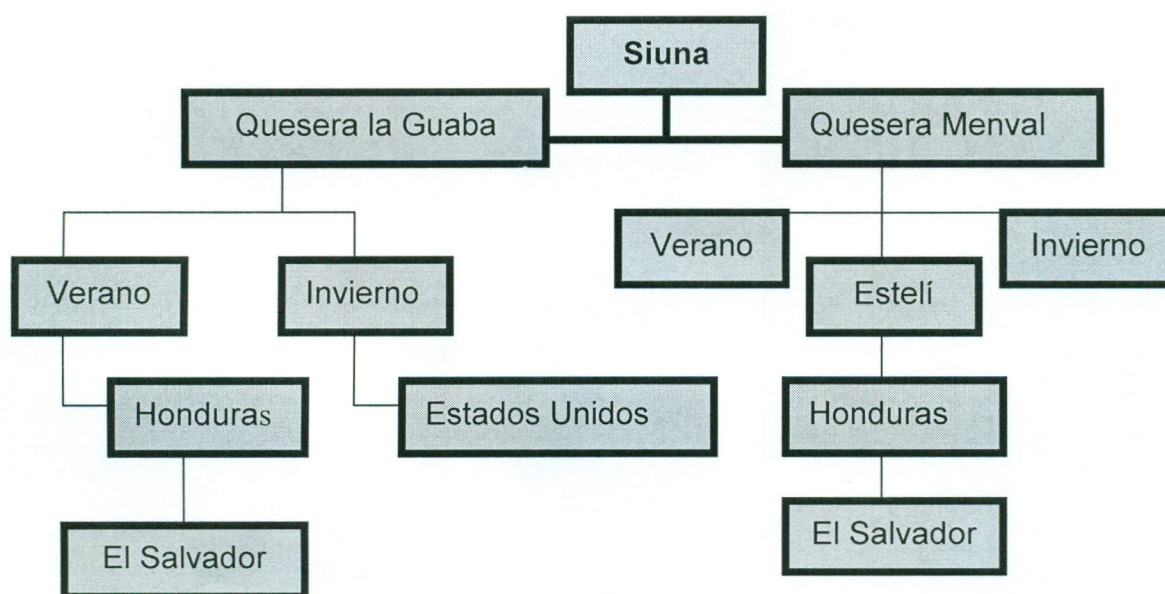 Siuna
Quesera la Guaba
Quesera Menval
Verano
Invierno
Verano
Invierno
Estelí
Honduras
Estados Unidos
Honduras
El Salvador
El Salvador